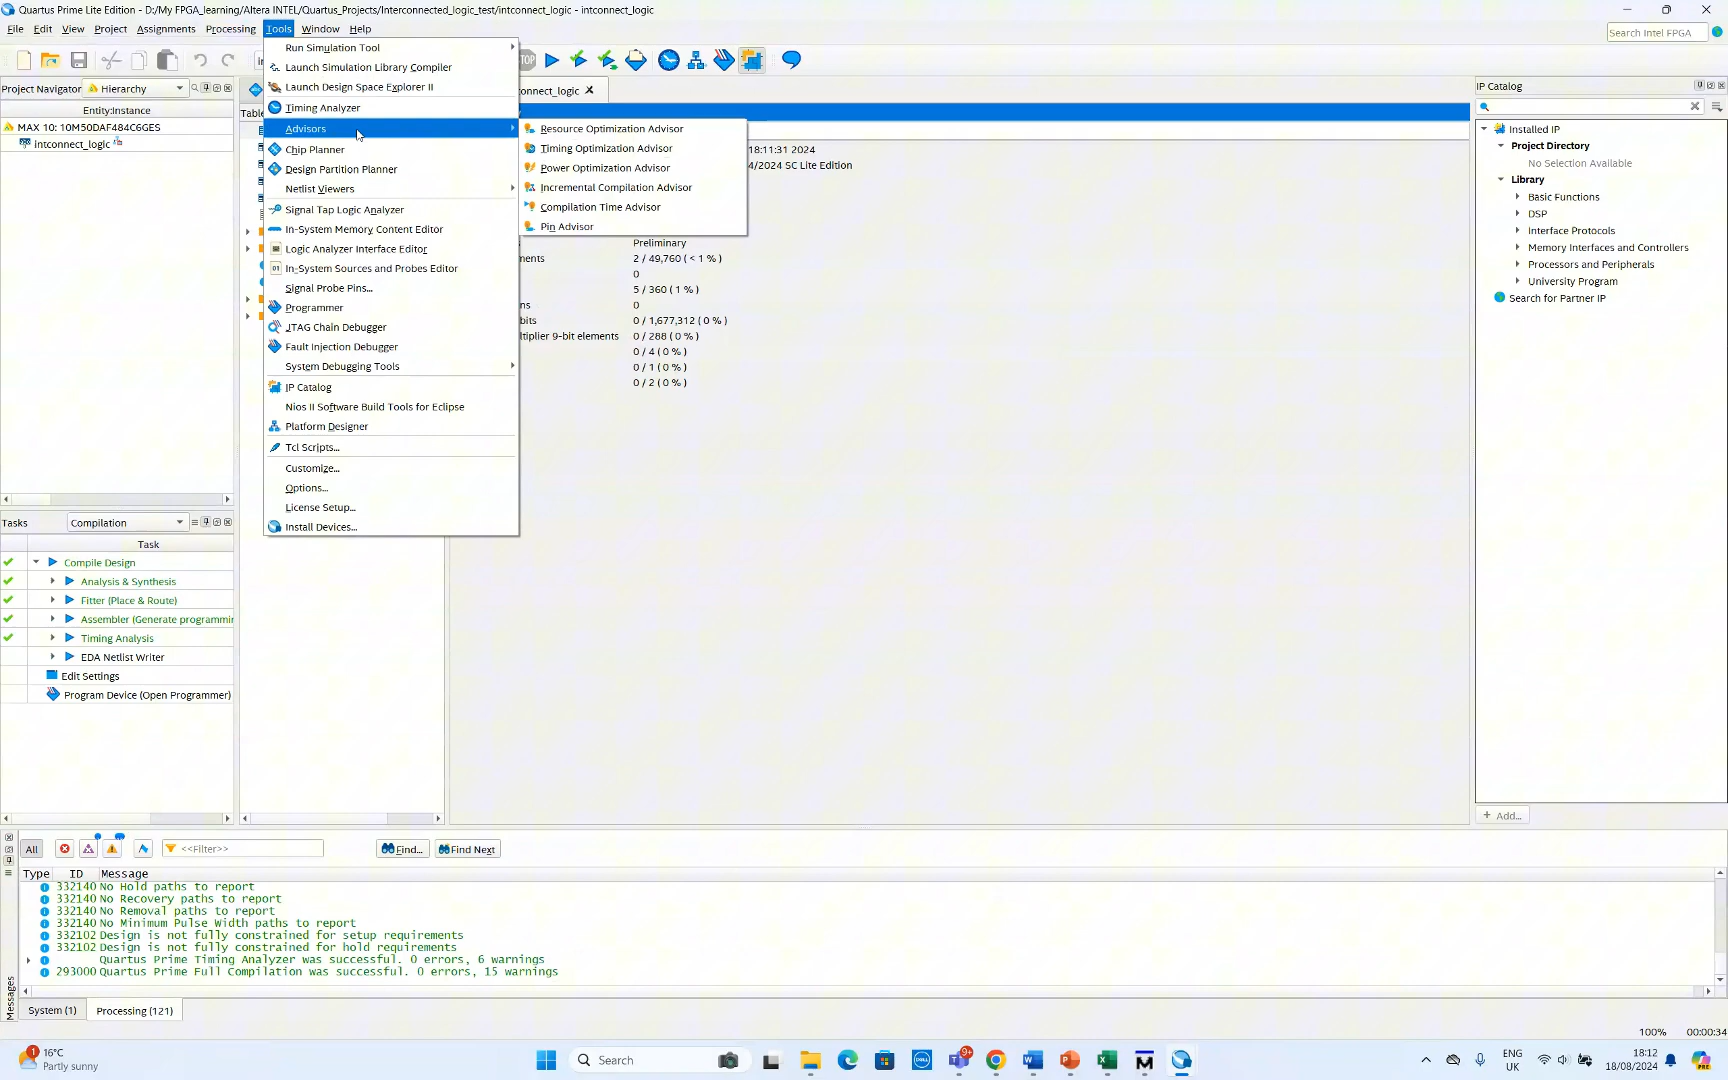 Quartus Prime Lite Edition - D:/My FPGA_learning/Altera INTEL/Quartus_Projects/Interconnected_logic_test/intconnect_logic - intconnect_logic
File Edit View Project Assignments Processing Tools Window Help
Search Intel FPGA
Run Simulation Tool
Launch Simulation Library Compiler
Launch Design Space Explorer II
Timing Analyzer
Advisors
Chip Planner
Design Partition Planner
Netlist Viewers
Signal Tap Logic Analyzer
In-System Memory Content Editor
Logic Analyzer Interface Editor
In-System Sources and Probes Editor
Signal Probe Pins...
Programmer
JTAG Chain Debugger
Fault Injection Debugger
System Debugging Tools
IP Catalog
Nios II Software Build Tools for Eclipse
Platform Designer
Tcl Scripts...
Customize...
Options...
License Setup...
Install Devices...
Resource Optimization Advisor
Timing Optimization Advisor
Power Optimization Advisor
Incremental Compilation Advisor
Compilation Time Advisor
Pin Advisor
Project Navigator Hierarchy
Entity:Instance
MAX 10: 10M50DAF484C6GES
intconnect_logic
Table
onnect_logic
18:11:31 2024
4/2024 SC Lite Edition
Preliminary
ents 2 / 49,760 ( < 1 % )
0
5 / 360 ( 1 % )
ns 0
bits 0 / 1,677,312 ( 0 % )
ltiplier 9-bit elements 0 / 288 ( 0 % )
0 / 4 ( 0 % )
0 / 1 ( 0 % )
0 / 2 ( 0 % )
IP Catalog
Installed IP
Project Directory
No Selection Available
Library
Basic Functions
DSP
Interface Protocols
Memory Interfaces and Controllers
Processors and Peripherals
University Program
Search for Partner IP
+ Add...
Tasks Compilation
Task
Compile Design
Analysis & Synthesis
Fitter (Place & Route)
Assembler (Generate programmin
Timing Analysis
EDA Netlist Writer
Edit Settings
Program Device (Open Programmer)
All <<Filter>> Find... Find Next
Type ID Message
332140 No Hold paths to report
332140 No Recovery paths to report
332140 No Removal paths to report
332140 No Minimum Pulse Width paths to report
332102 Design is not fully constrained for setup requirements
332102 Design is not fully constrained for hold requirements
Quartus Prime Timing Analyzer was successful. 0 errors, 6 warnings
293000 Quartus Prime Full Compilation was successful. 0 errors, 15 warnings
Messages
System (1) Processing (121)
100% 00:00:34
1
16°C
Partly sunny
Search
9+
ENG
UK
18:12
18/08/2024